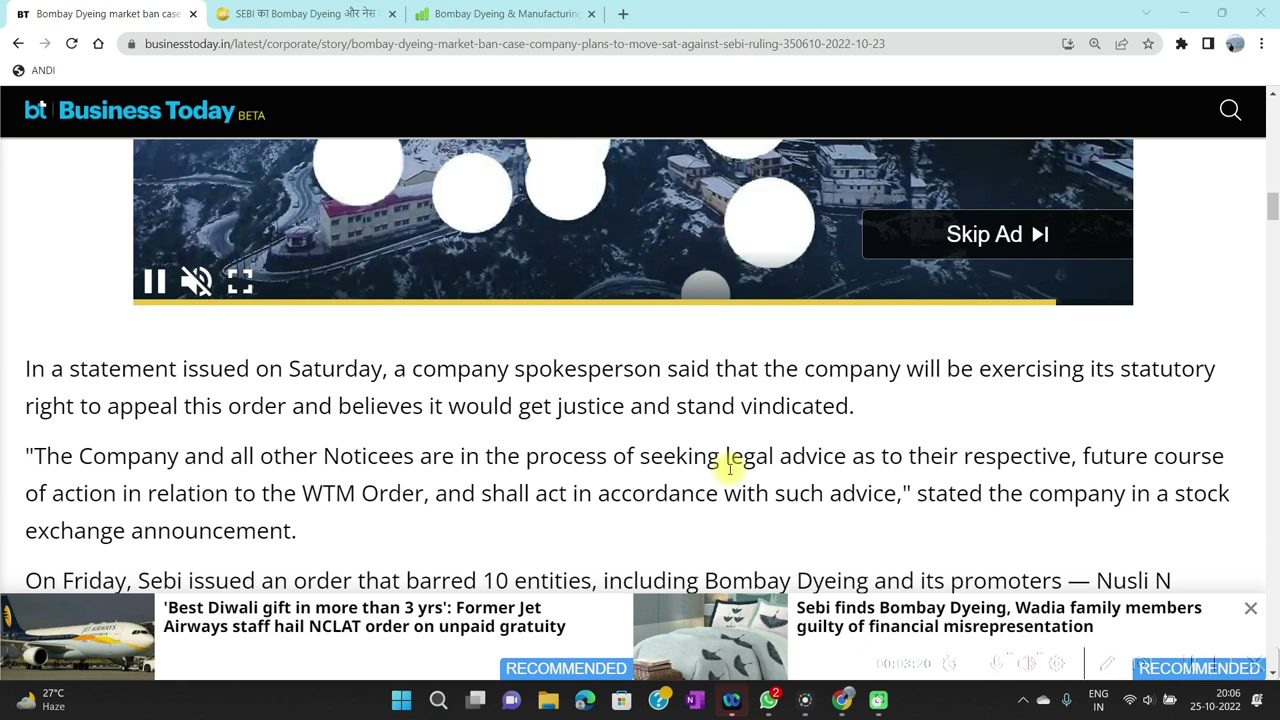 BT Bombay Dyeing market ban case
SEBI का Bombay Dyeing और नेस
Bombay Dyeing & Manufacturing
businesstoday.in/latest/corporate/story/bombay-dyeing-market-ban-case-company-plans-to-move-sat-against-sebi-ruling-350610-2022-10-23
ANDI
bt Business Today BETA
Skip Ad
In a statement issued on Saturday, a company spokesperson said that the company will be exercising its statutory
right to appeal this order and believes it would get justice and stand vindicated.
"The Company and all other Noticees are in the process of seeking legal advice as to their respective, future course
of action in relation to the WTM Order, and shall act in accordance with such advice," stated the company in a stock
exchange announcement.
On Friday, Sebi issued an order that barred 10 entities, including Bombay Dyeing and its promoters — Nusli N
'Best Diwali gift in more than 3 yrs': Former Jet
Airways staff hail NCLAT order on unpaid gratuity
RECOMMENDED
Sebi finds Bombay Dyeing, Wadia family members
guilty of financial misrepresentation
RECOMMENDED
00:03:20
27°C
Haze
2
ENG
IN
20:06
25-10-2022